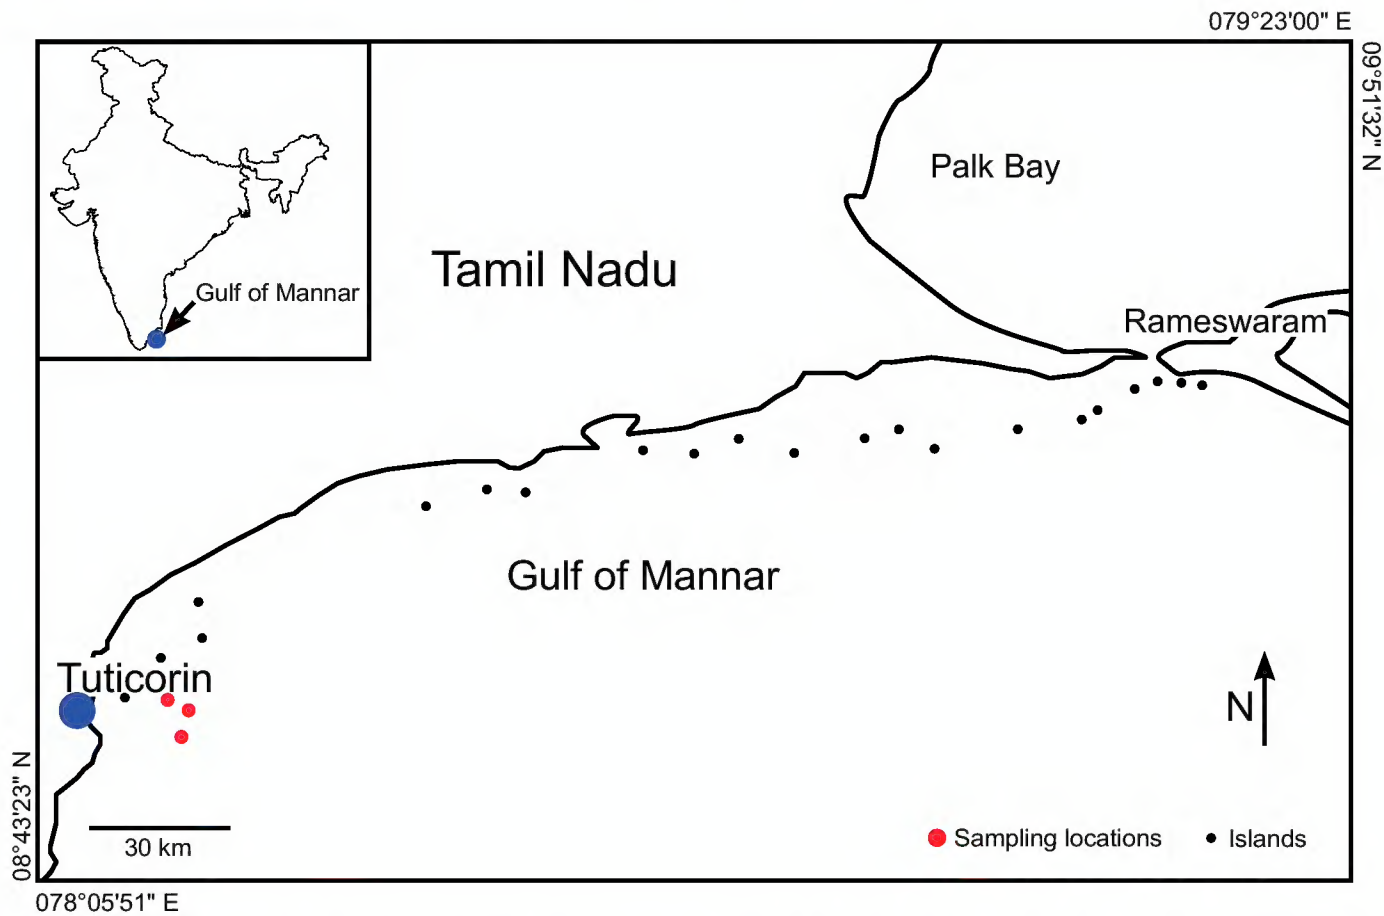 079°23'00" E
09°51'32" N
Palk Bay
Tamil Nadu
Gulf of Mannar
Rameswaram
Gulf of Mannar
Tuticorin
N
08°43'23" N
30 km
Sampling locations
Islands
078°05'51" E